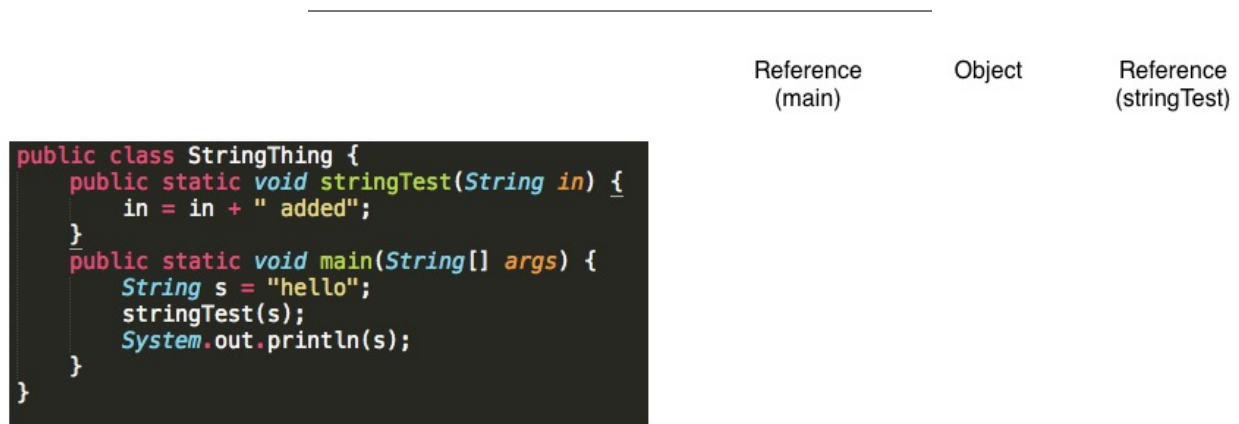 Reference Object Reference
(main) (stringTest)
public class StringThing {
    public static void stringTest(String in) {
        in = in + " added";
    }
    public static void main(String[] args) {
        String s = "hello";
        stringTest(s);
        System.out.println(s);
    }
}